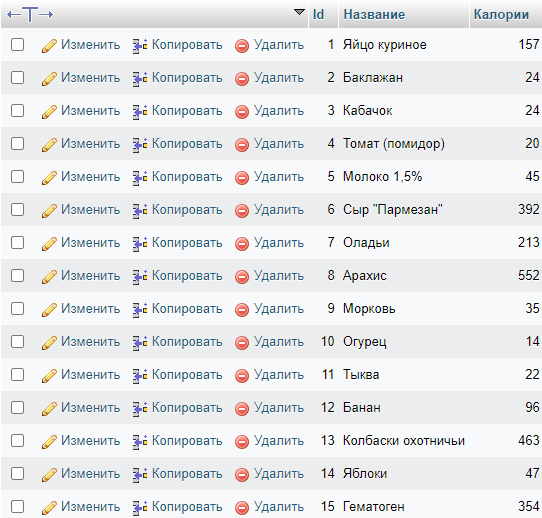 Id Название Калории
Изменить Копировать Удалить 1 Яйцо куриное 157
Изменить Копировать Удалить 2 Баклажан 24
Изменить Копировать Удалить 3 Кабачок 24
Изменить Копировать Удалить 4 Томат (помидор) 20
Изменить Копировать Удалить 5 Молоко 1,5% 45
Изменить Копировать Удалить 6 Сыр "Пармезан" 392
Изменить Копировать Удалить 7 Оладьи 213
Изменить Копировать Удалить 8 Арахис 552
Изменить Копировать Удалить 9 Морковь 35
Изменить Копировать Удалить 10 Огурец 14
Изменить Копировать Удалить 11 Тыква 22
Изменить Копировать Удалить 12 Банан 96
Изменить Копировать Удалить 13 Колбаски охотничьи 463
Изменить Копировать Удалить 14 Яблоки 47
Изменить Копировать Удалить 15 Гематоген 354